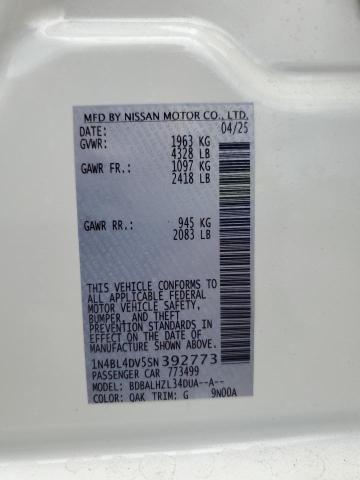 MFD BY NISSAN MOTOR CO., LTD.
DATE: 04/25
GVWR: 1963 KG
4328 LB
GAWR FR.: 1097 KG
2418 LB
GAWR RR.: 945 KG
2083 LB
THIS VEHICLE CONFORMS TO
ALL APPLICABLE FEDERAL
MOTOR VEHICLE SAFETY,
BUMPER, AND THEFT
PREVENTION STANDARDS IN
EFFECT ON THE DATE OF
MANUFACTURE SHOWN ABOVE.
1N4BL4DV5SN392773
PASSENGER CAR 773499
MODEL: BDBALHZL34DUA--A--
COLOR: QAK TRIM: G 9N00A